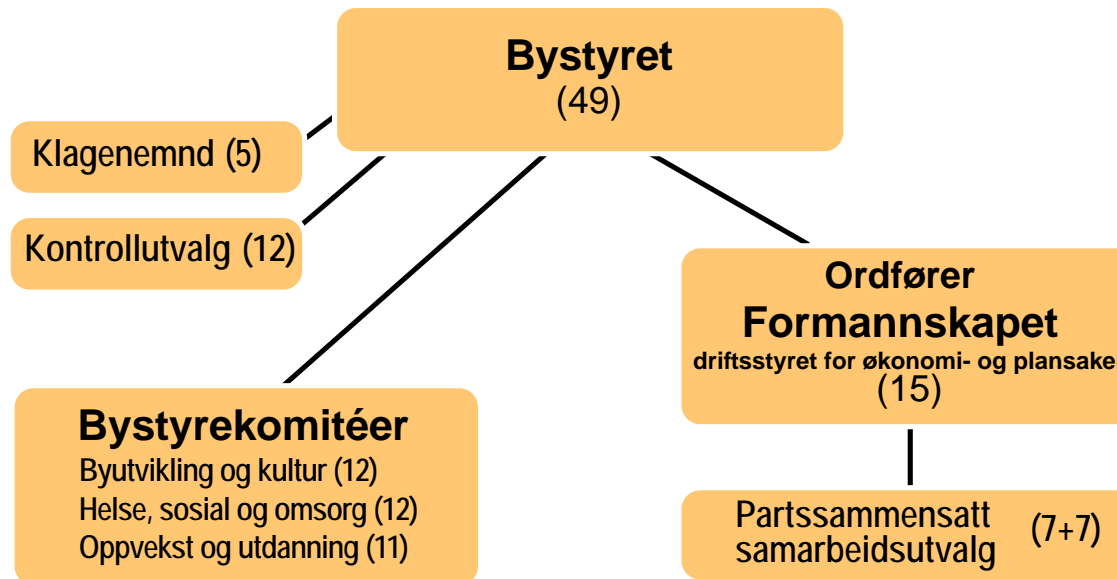 Bystyret
(49)
Klagenemnd (5)
Kontrollutvalg (12)
Ordfører
Formannskapet
driftsstyret for økonomi- og plansake
(15)
Bystyrekomitéer
Byutvikling og kultur (12)
Helse, sosial og omsorg (12)
Oppvekst og utdanning (11)
Partssammensatt (7+7)
samarbeidsutvalg